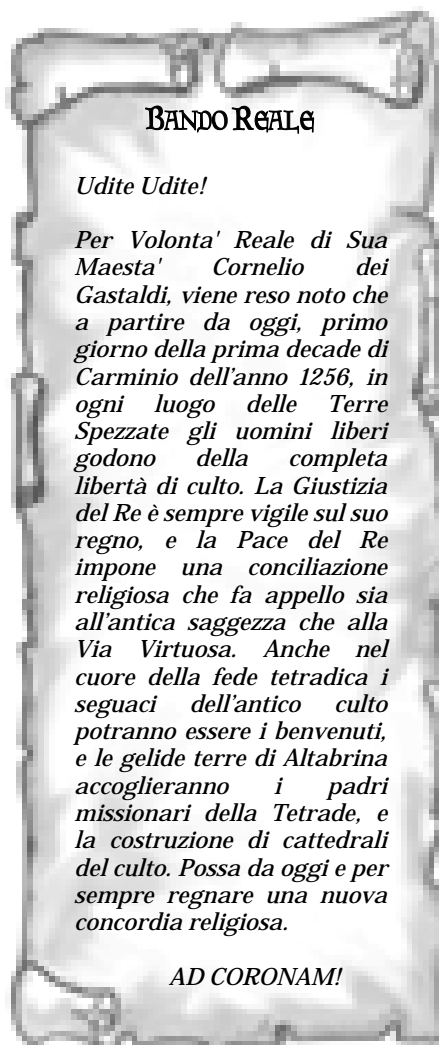 BANDO REALE
Udite Udite!
Per Volonta' Reale di Sua
Maesta' Cornelio dei
Gastaldi, viene reso noto che
a partire da oggi, primo
giorno della prima decade di
Carminio dell'anno 1256, in
ogni luogo delle Terre
Spezzate gli uomini liberi
godono della completa
libertà di culto. La Giustizia
del Re è sempre vigile sul suo
regno, e la Pace del Re
impone una conciliazione
religiosa che fa appello sia
all'antica saggezza che alla
Via Virtuosa. Anche nel
cuore della fede tetradica i
seguaci dell'antico culto
potranno essere i benvenuti,
e le gelide terre di Altabrina
accoglieranno i padri
missionari della Tetrade, e
la costruzione di cattedrali
del culto. Possa da oggi e per
sempre regnare una nuova
concordia religiosa.
AD CORONAM!